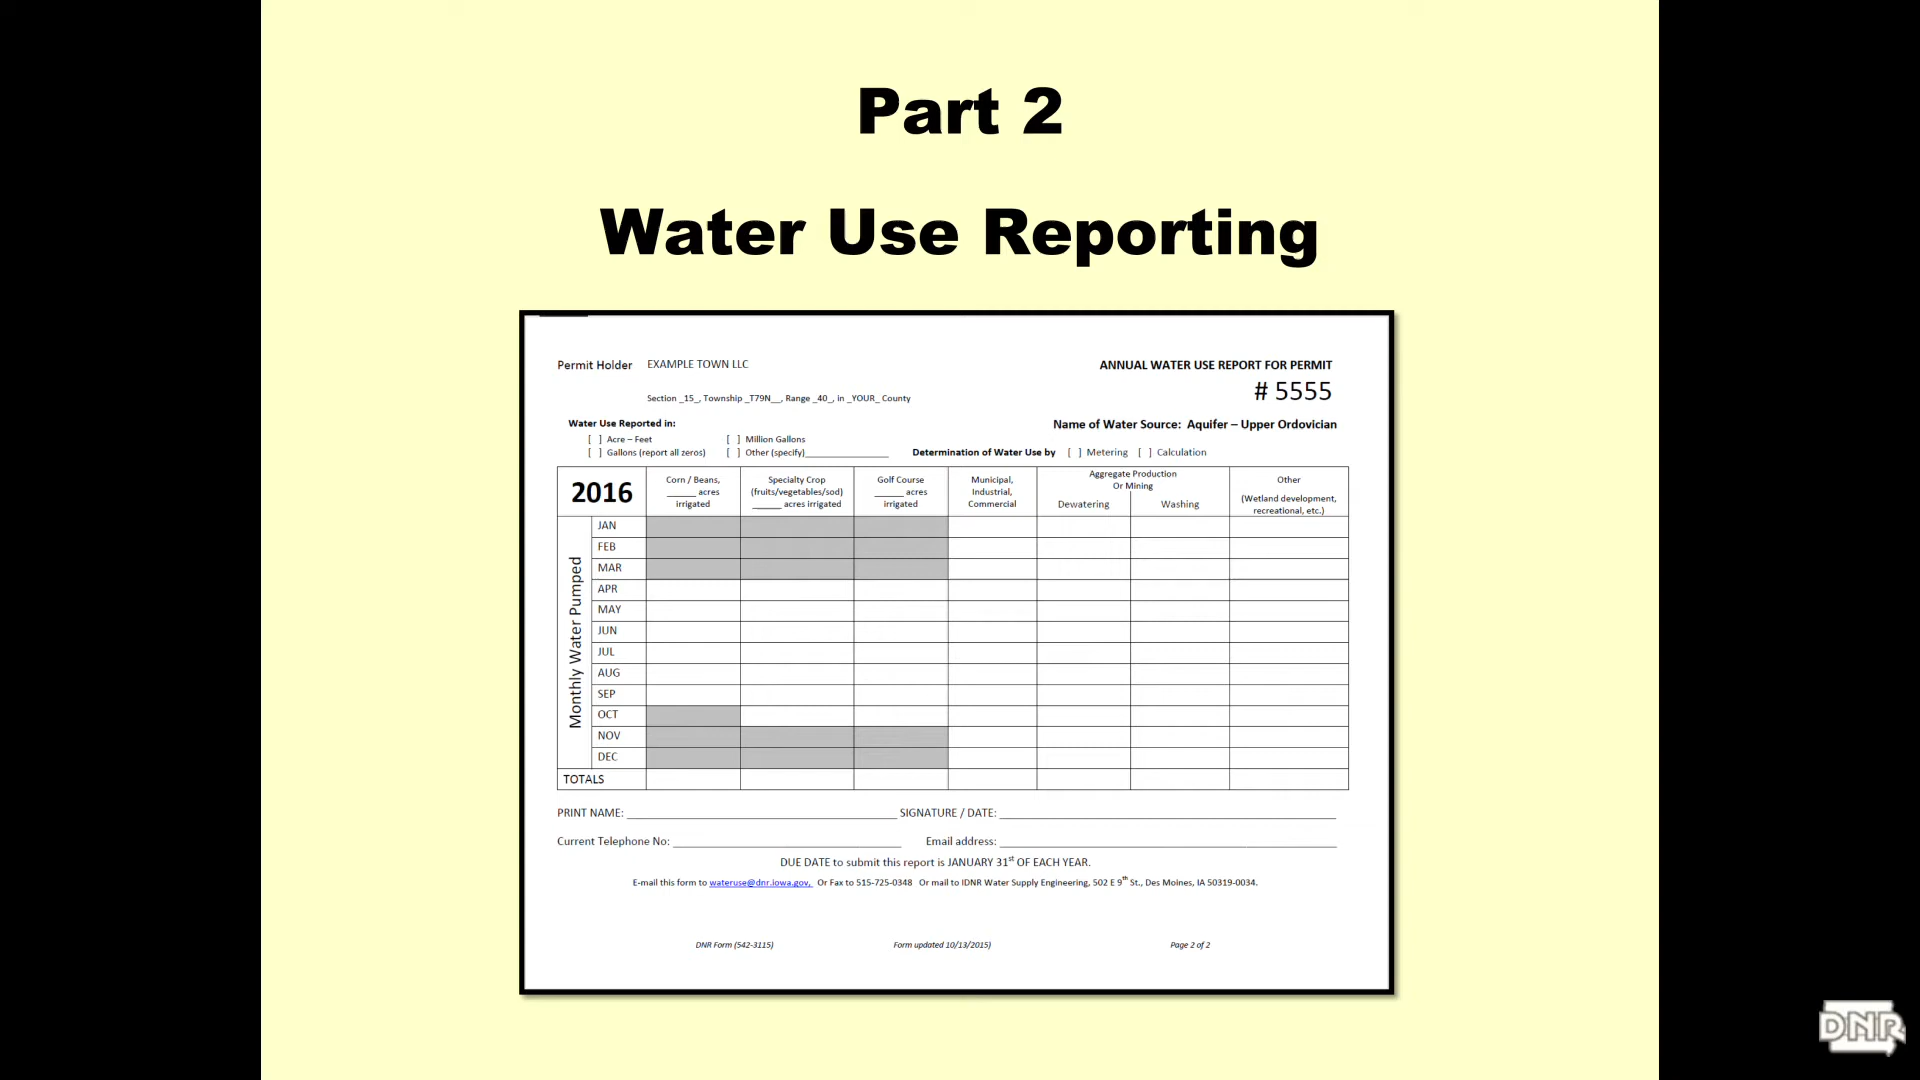 Part 2
Water Use Reporting
Permit Holder EXAMPLE TOWN LLC
ANNUAL WATER USE REPORT FOR PERMIT
# 5555
Section _15_, Township _T79N__, Range _40_, in _YOUR_ County
Water Use Reported in:
Name of Water Source: Aquifer – Upper Ordovician
[ ] Acre – Feet [ ] Million Gallons
[ ] Gallons (report all zeros) [ ] Other (specify)_________________
Determination of Water Use by [ ] Metering [ ] Calculation
2016
Corn / Beans,
______ acres
irrigated
Specialty Crop
(fruits/vegetables/sod)
______ acres irrigated
Golf Course
______ acres
irrigated
Municipal,
Industrial,
Commercial
Aggregate Production
Or Mining
Dewatering Washing
Other
(Wetland development,
recreational, etc.)
Monthly Water Pumped
JAN
FEB
MAR
APR
MAY
JUN
JUL
AUG
SEP
OCT
NOV
DEC
TOTALS
PRINT NAME: ______________________ SIGNATURE / DATE: ______________________
Current Telephone No: ______________________ Email address: ______________________
DUE DATE to submit this report is JANUARY 31st OF EACH YEAR.
E-mail this form to wateruse@dnr.iowa.gov, Or Fax to 515-725-0348 Or mail to IDNR Water Supply Engineering, 502 E 9th St., Des Moines, IA 50319-0034.
DNR Form (542-3115) Form updated 10/13/2015) Page 2 of 2
DNR